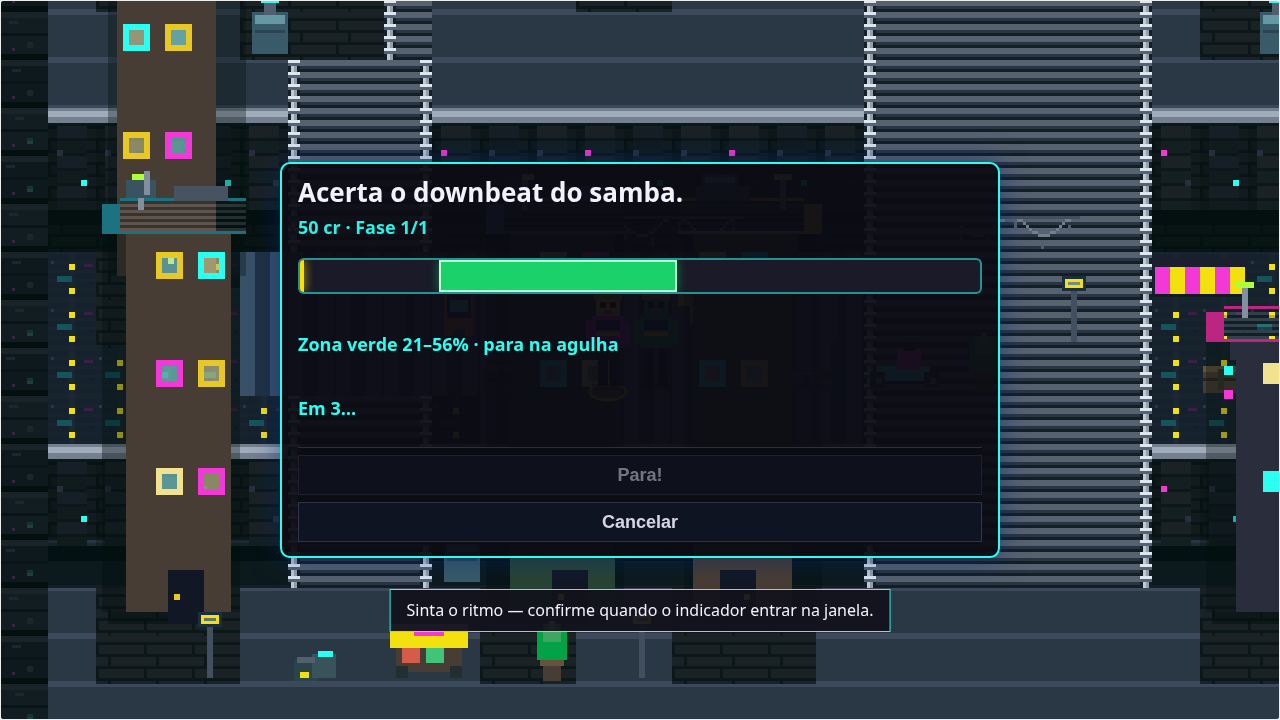 Acerta o downbeat do samba.
50 cr · Fase 1/1
Zona verde 21–56% · para na agulha
Em 3…
Para!
Cancelar
Sinta o ritmo — confirme quando o indicador entrar na janela.